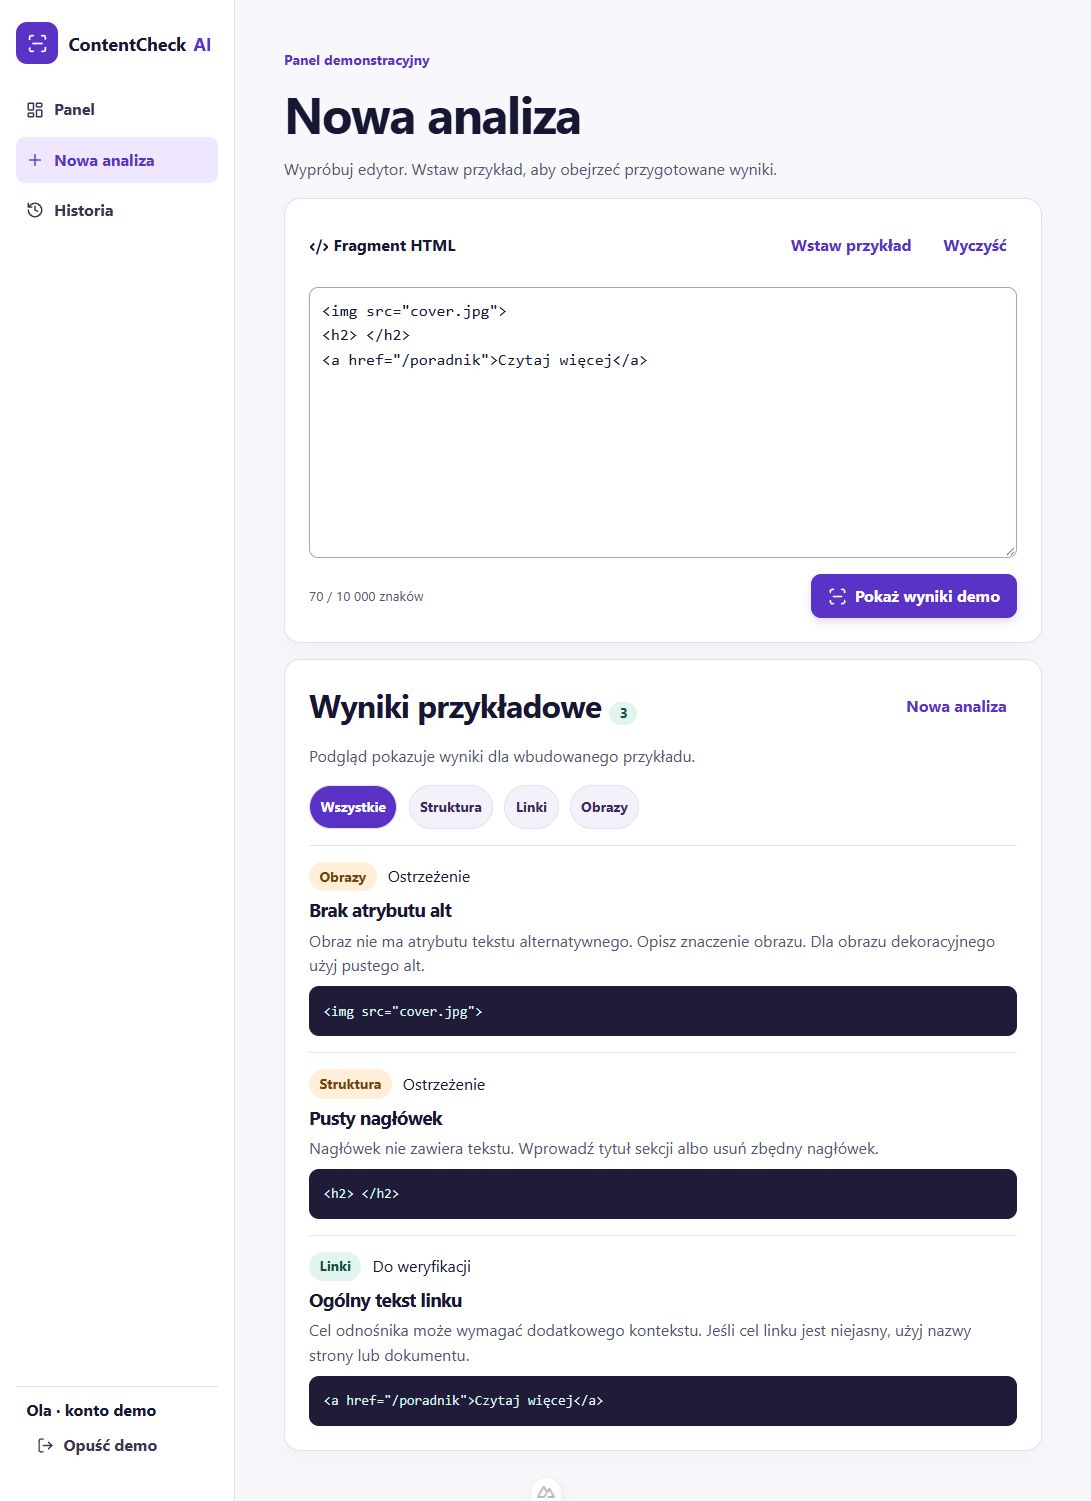 ContentCheck AI
Panel
Nowa analiza
Historia
Ola · konto demo
Opuść demo
Panel demonstracyjny
Nowa analiza
Wypróbuj edytor. Wstaw przykład, aby obejrzeć przygotowane wyniki.
</> Fragment HTML
Wstaw przykład
Wyczyść
<img src="cover.jpg">
<h2> </h2>
<a href="/poradnik">Czytaj więcej</a>
70 / 10 000 znaków
Pokaż wyniki demo
Wyniki przykładowe 3
Nowa analiza
Podgląd pokazuje wyniki dla wbudowanego przykładu.
Wszystkie
Struktura
Linki
Obrazy
Obrazy Ostrzeżenie
Brak atrybutu alt
Obraz nie ma atrybutu tekstu alternatywnego. Opisz znaczenie obrazu. Dla obrazu dekoracyjnego
użyj pustego alt.
<img src="cover.jpg">
Struktura Ostrzeżenie
Pusty nagłówek
Nagłówek nie zawiera tekstu. Wprowadź tytuł sekcji albo usuń zbędny nagłówek.
<h2> </h2>
Linki Do weryfikacji
Ogólny tekst linku
Cel odnośnika może wymagać dodatkowego kontekstu. Jeśli cel linku jest niejasny, użyj nazwy
strony lub dokumentu.
<a href="/poradnik">Czytaj więcej</a>